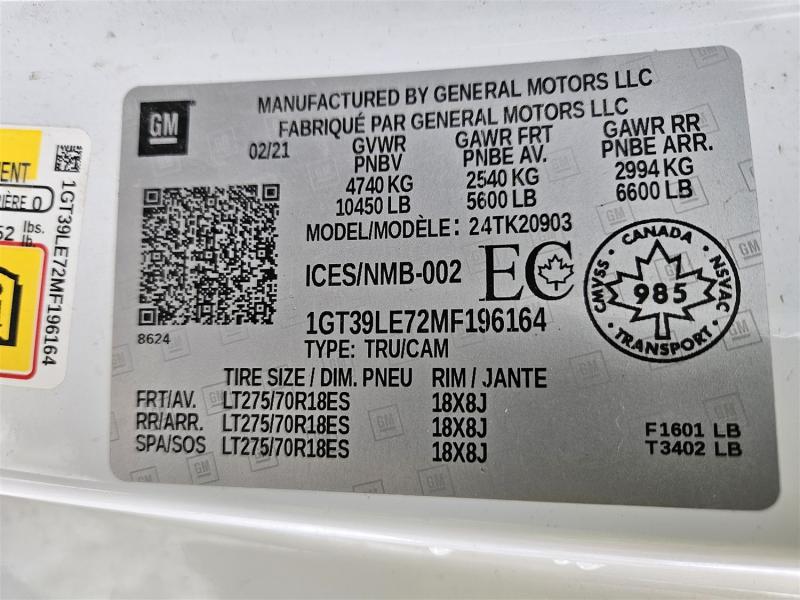 GM
MANUFACTURED BY GENERAL MOTORS LLC
FABRIQUÉ PAR GENERAL MOTORS LLC
02/21
GVWR GAWR FRT GAWR RR
PNBV PNBE AV. PNBE ARR.
4740 KG 2540 KG 2994 KG
10450 LB 5600 LB 6600 LB
MODEL/MODÈLE: 24TK20903
ICES/NMB-002 EC
CANADA
CMVSS 985 NSVAC
TRANSPORT
8624
1GT39LE72MF196164
TYPE: TRU/CAM
TIRE SIZE / DIM. PNEU RIM / JANTE
FRT/AV. LT275/70R18ES 18X8J
RR/ARR. LT275/70R18ES 18X8J
SPA/SOS LT275/70R18ES 18X8J
F1601 LB
T3402 LB
1GT39LE72MF196164
0
lbs.
lb.